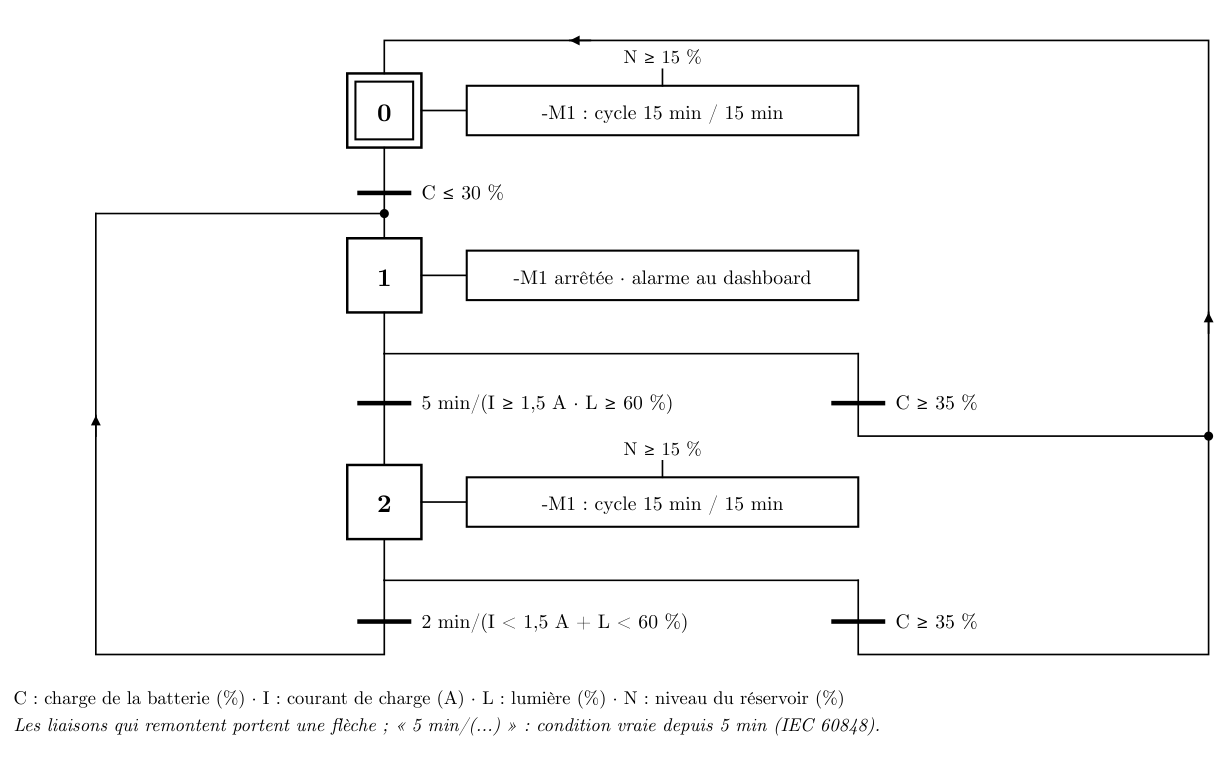 N ≥ 15 %
0
-M1 : cycle 15 min / 15 min
C ≤ 30 %
1
-M1 arrêtée · alarme au dashboard
5 min/(I ≥ 1,5 A · L ≥ 60 %)
C ≥ 35 %
N ≥ 15 %
2
-M1 : cycle 15 min / 15 min
2 min/(I < 1,5 A + L < 60 %)
C ≥ 35 %
C : charge de la batterie (%) · I : courant de charge (A) · L : lumière (%) · N : niveau du réservoir (%)
Les liaisons qui remontent portent une flèche ; « 5 min/(...) » : condition vraie depuis 5 min (IEC 60848).